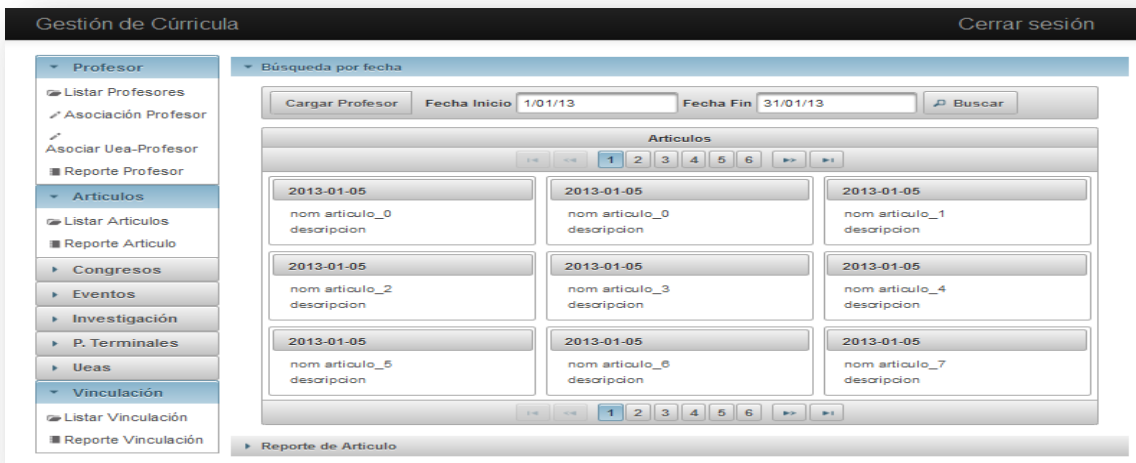 Gestión de Cúrricula Cerrar sesión
Profesor
Listar Profesores
Asociación Profesor
Asociar Uea-Profesor
Reporte Profesor
Articulos
Listar Articulos
Reporte Articulo
Congresos
Eventos
Investigación
P. Terminales
Ueas
Vinculación
Listar Vinculación
Reporte Vinculación
Búsqueda por fecha
Cargar Profesor Fecha Inicio 1/01/13 Fecha Fin 31/01/13 Buscar
Articulos
1 2 3 4 5 6
2013-01-05
nom articulo_0
descripcion
2013-01-05
nom articulo_0
descripcion
2013-01-05
nom articulo_1
descripcion
2013-01-05
nom articulo_2
descripcion
2013-01-05
nom articulo_3
descripcion
2013-01-05
nom articulo_4
descripcion
2013-01-05
nom articulo_5
descripcion
2013-01-05
nom articulo_6
descripcion
2013-01-05
nom articulo_7
descripcion
1 2 3 4 5 6
Reporte de Articulo